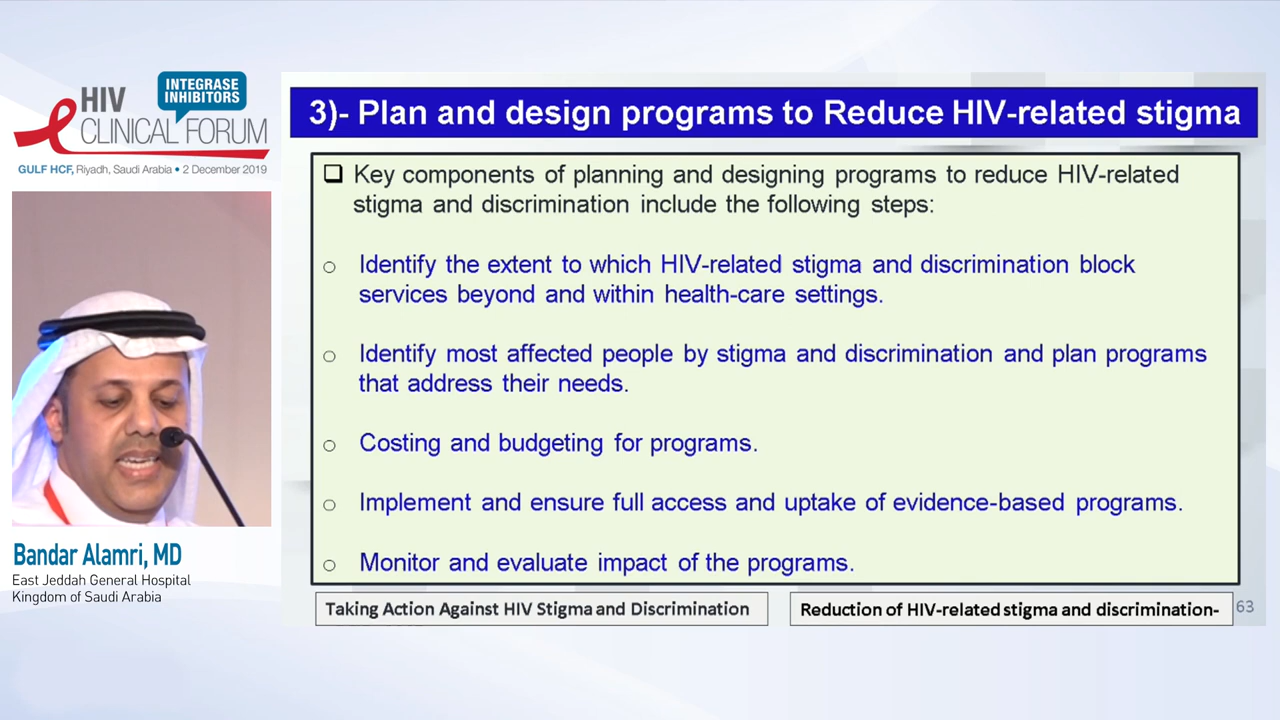 HIV
CLINICAL FORUM
INTEGRASE
INHIBITORS
GULF HCF, Riyadh, Saudi Arabia • 2 December 2019
Bandar Alamri, MD
East Jeddah General Hospital
Kingdom of Saudi Arabia
3)- Plan and design programs to Reduce HIV-related stigma
❑ Key components of planning and designing programs to reduce HIV-related
stigma and discrimination include the following steps:
○ Identify the extent to which HIV-related stigma and discrimination block
services beyond and within health-care settings.
○ Identify most affected people by stigma and discrimination and plan programs
that address their needs.
○ Costing and budgeting for programs.
○ Implement and ensure full access and uptake of evidence-based programs.
○ Monitor and evaluate impact of the programs.
Taking Action Against HIV Stigma and Discrimination
Reduction of HIV-related stigma and discrimination-
63